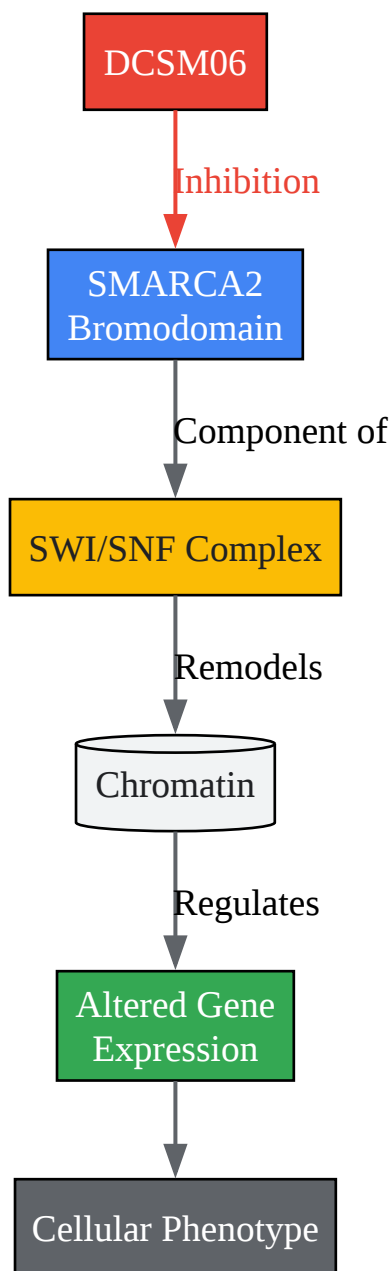 DCSM06
Inhibition
SMARCA2
Bromodomain
Component of
SWI/SNF Complex
Remodels
Chromatin
Regulates
Altered Gene
Expression
Cellular Phenotype